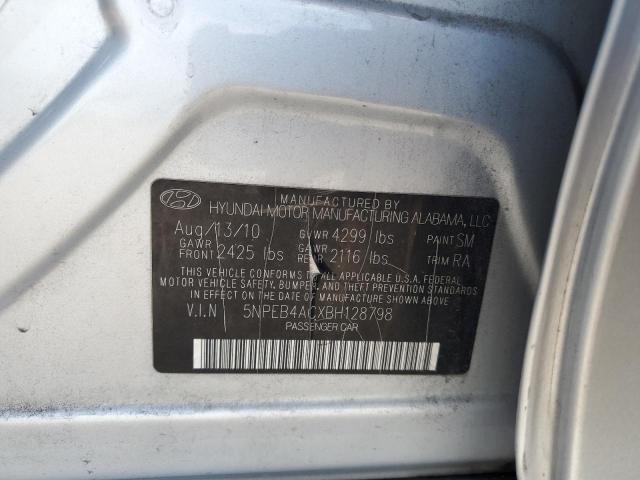 MANUFACTURED BY
HYUNDAI MOTOR MANUFACTURING ALABAMA, LLC
Aug/13/10 GVWR 4299 lbs PAINT SM
GAWR FRONT 2425 lbs GAWR REAR 2116 lbs TRIM RA
THIS VEHICLE CONFORMS TO ALL APPLICABLE U.S.A. FEDERAL
MOTOR VEHICLE SAFETY, BUMPER, AND THEFT PREVENTION STANDARDS
IN EFFECT ON THE DATE OF MANUFACTURE SHOWN ABOVE.
V.I.N 5NPEB4ACXBH128798
PASSENGER CAR